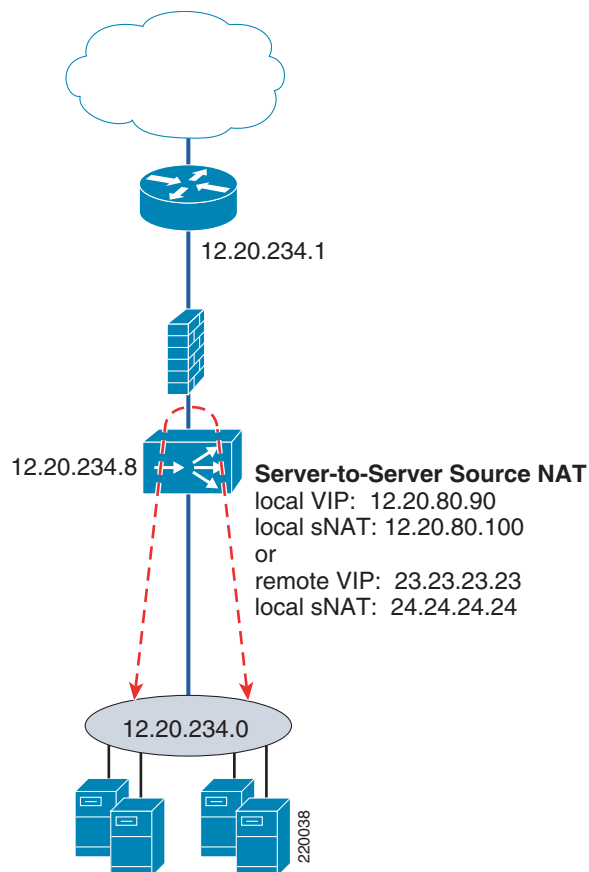 12.20.234.1
12.20.234.8
Server-to-Server Source NAT
local VIP: 12.20.80.90
local sNAT: 12.20.80.100
or
remote VIP: 23.23.23.23
local sNAT: 24.24.24.24
12.20.234.0
220038